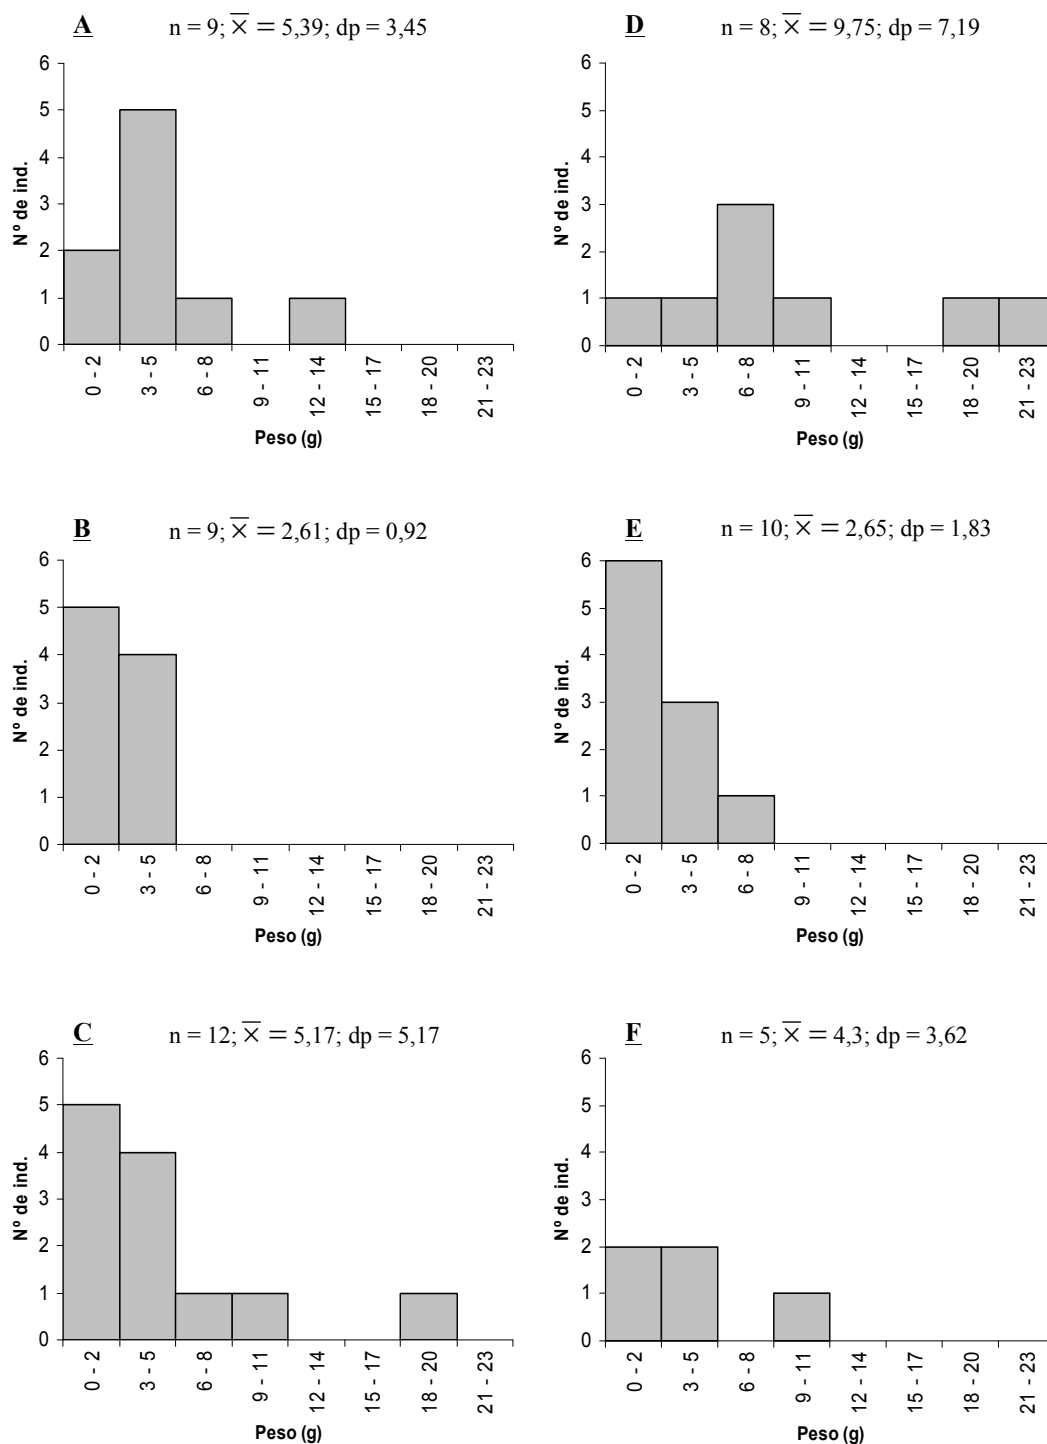 A
n = 9; x̄ = 5,39; dp = 3,45
6
5
4
3
2
1
0
Nº de ind.
0 - 2
3 - 5
6 - 8
9 - 11
12 - 14
15 - 17
18 - 20
21 - 23
Peso (g)
D
n = 8; x̄ = 9,75; dp = 7,19
6
5
4
3
2
1
0
Nº de ind.
0 - 2
3 - 5
6 - 8
9 - 11
12 - 14
15 - 17
18 - 20
21 - 23
Peso (g)
B
n = 9; x̄ = 2,61; dp = 0,92
6
5
4
3
2
1
0
Nº de ind.
0 - 2
3 - 5
6 - 8
9 - 11
12 - 14
15 - 17
18 - 20
21 - 23
Peso (g)
E
n = 10; x̄ = 2,65; dp = 1,83
6
5
4
3
2
1
0
Nº de ind.
0 - 2
3 - 5
6 - 8
9 - 11
12 - 14
15 - 17
18 - 20
21 - 23
Peso (g)
C
n = 12; x̄ = 5,17; dp = 5,17
6
5
4
3
2
1
0
Nº de ind.
0 - 2
3 - 5
6 - 8
9 - 11
12 - 14
15 - 17
18 - 20
21 - 23
Peso (g)
F
n = 5; x̄ = 4,3; dp = 3,62
6
5
4
3
2
1
0
Nº de ind.
0 - 2
3 - 5
6 - 8
9 - 11
12 - 14
15 - 17
18 - 20
21 - 23
Peso (g)